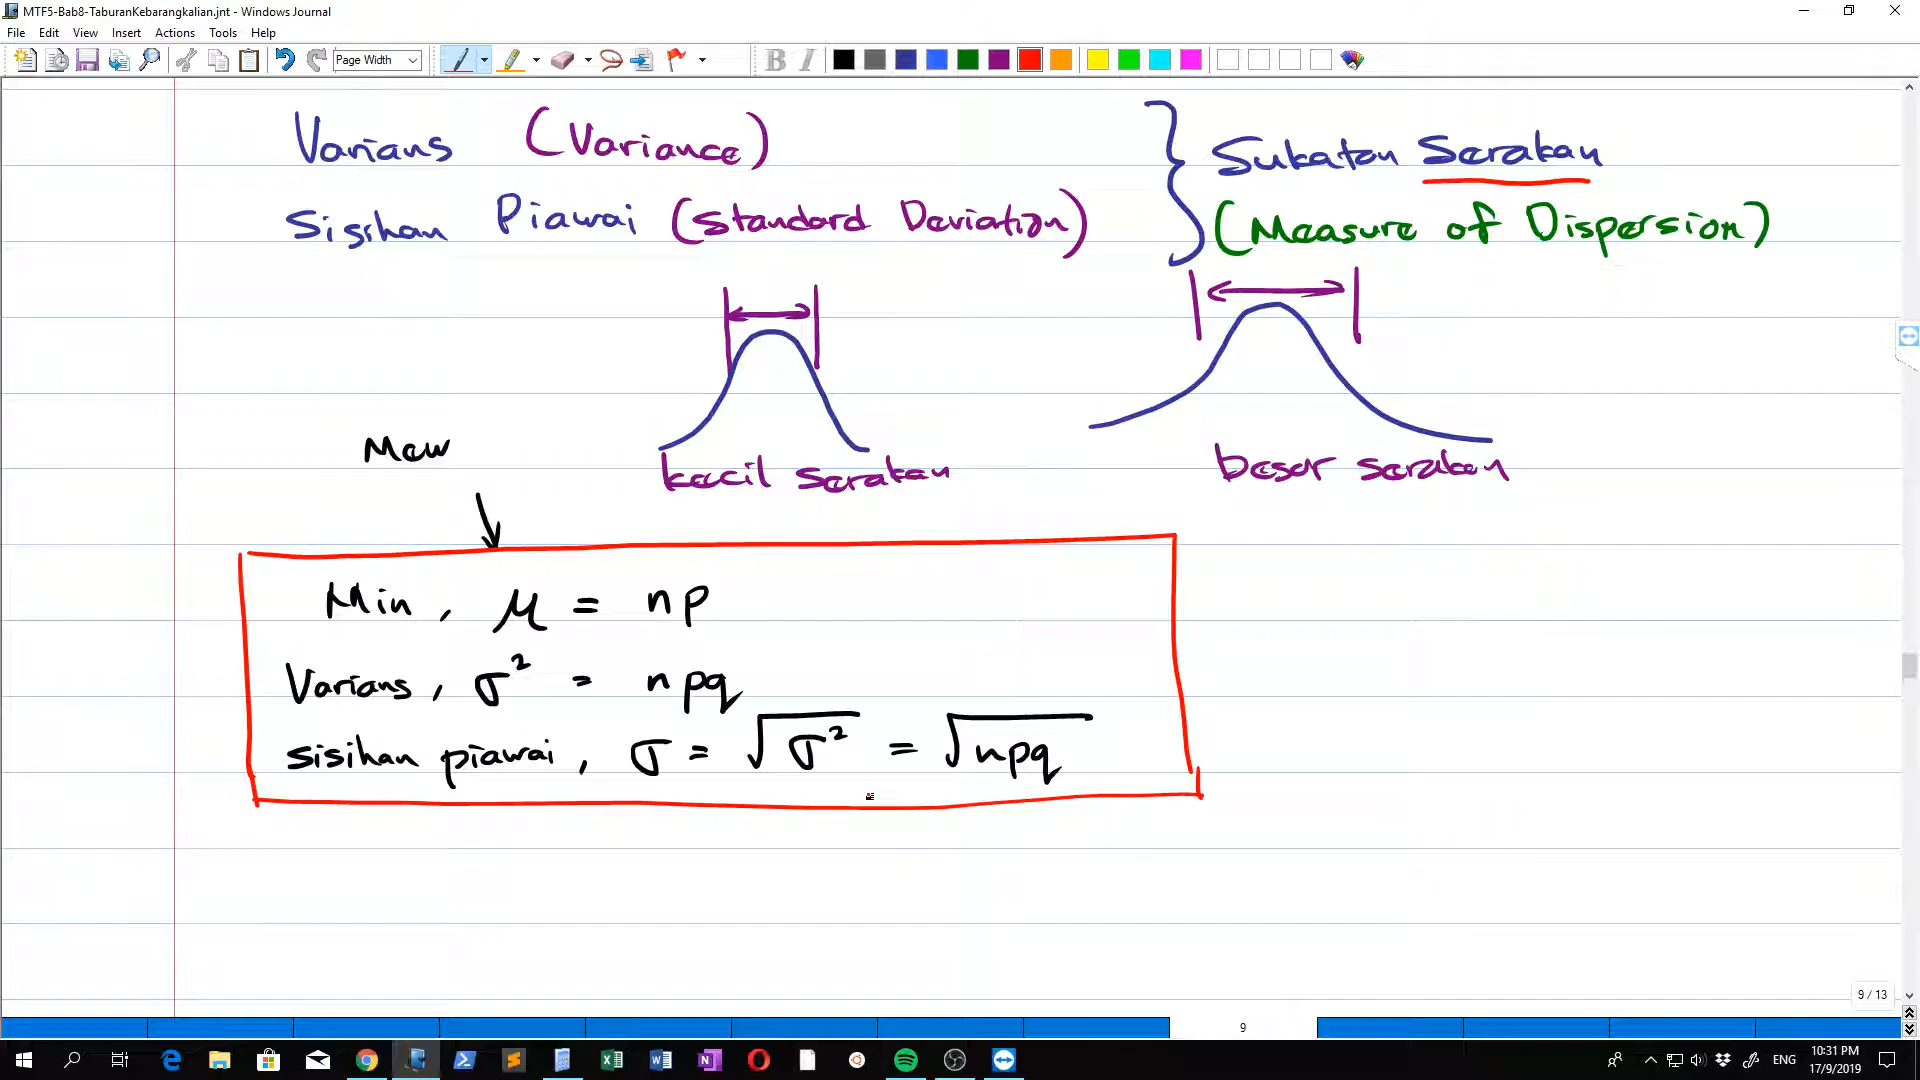 MTF5-Bab8-TaburanKebarangkalian.jnt - Windows Journal
File Edit View Insert Actions Tools Help
Page Width
B I
Varians (Variance)
Sisihan Piawai (Standard Deviation)
Sukatan Serakan
(Measure of Dispersion)
kecil serakan
besar serakan
Mew
Min, μ = np
Varians, σ² = npq
sisihan piawai, σ = √σ² = √npq
9 / 13
9
ENG
10:31 PM
17/9/2019